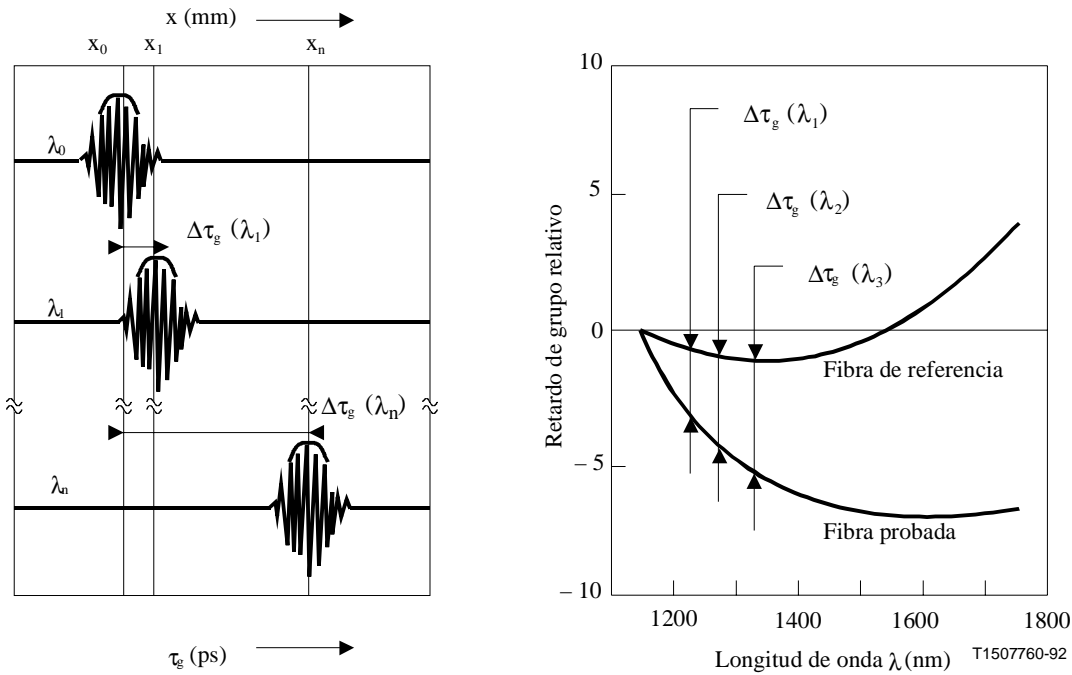 x (mm)
x0 x1 xn
λ0
Δτg (λ1)
λ1
Δτg (λn)
λn
τg (ps)
10
5
0
– 5
– 10
Retardo de grupo relativo
Δτg (λ1)
Δτg (λ2)
Δτg (λ3)
Fibra de referencia
Fibra probada
1200 1400 1600 1800
Longitud de onda λ (nm)
T1507760-92